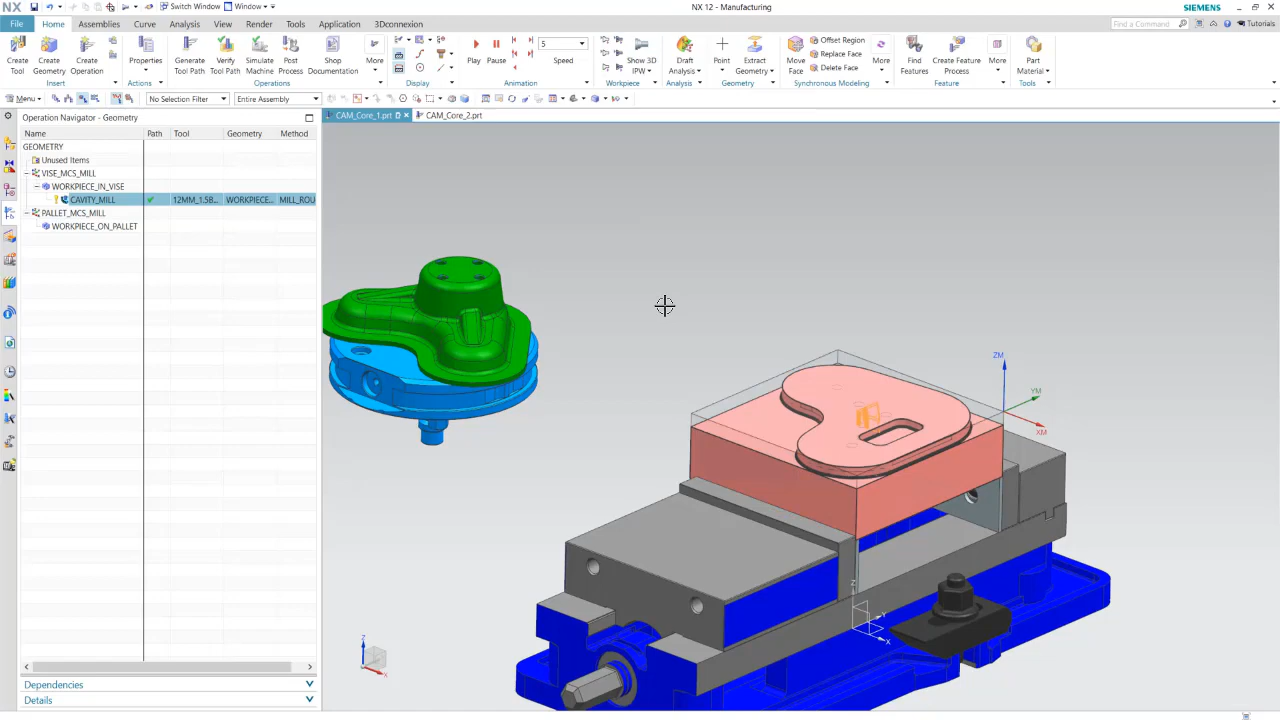 NX
Switch Window
Window
NX 12 - Manufacturing
SIEMENS
File
Home
Assemblies
Curve
Analysis
View
Render
Tools
Application
3Dconnexion
Find a Command
Tutorials
Create Tool
Create Geometry
Create Operation
Insert
Properties
Actions
Generate Tool Path
Verify Tool Path
Simulate Machine
Post Process
Shop Documentation
More
Operations
Display
Play
Pause
5
Speed
Animation
Show 3D IPW
Workpiece
Draft Analysis
Point
Extract Geometry
Geometry
Move Face
Offset Region
Replace Face
Delete Face
More
Synchronous Modeling
Find Features
Create Feature Process
More
Feature
Part Material
Tools
Menu
No Selection Filter
Entire Assembly
Operation Navigator - Geometry
CAM_Core_1.prt
CAM_Core_2.prt
Name Path Tool Geometry Method
GEOMETRY
Unused Items
VISE_MCS_MILL
WORKPIECE_IN_VISE
CAVITY_MILL 12MM_1.5B... WORKPIECE... MILL_ROU
PALLET_MCS_MILL
WORKPIECE_ON_PALLET
ZM
YM
XM
Z
Y
X
Z
X
Dependencies
Details